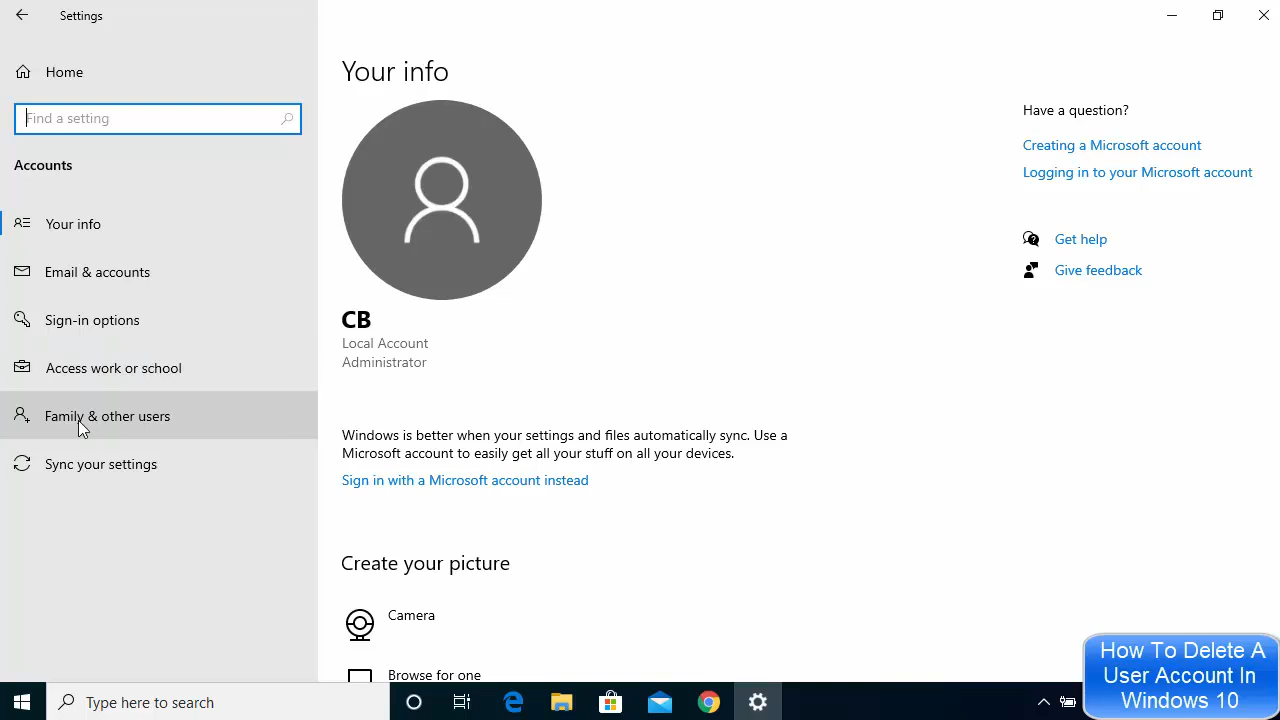 Settings
Home
Find a setting
Accounts
Your info
Email & accounts
Sign-in options
Access work or school
Family & other users
Sync your settings
Your info
CB
Local Account
Administrator
Windows is better when your settings and files automatically sync. Use a
Microsoft account to easily get all your stuff on all your devices.
Sign in with a Microsoft account instead
Create your picture
Camera
Browse for one
Have a question?
Creating a Microsoft account
Logging in to your Microsoft account
Get help
Give feedback
Type here to search
How To Delete A
User Account In
Windows 10